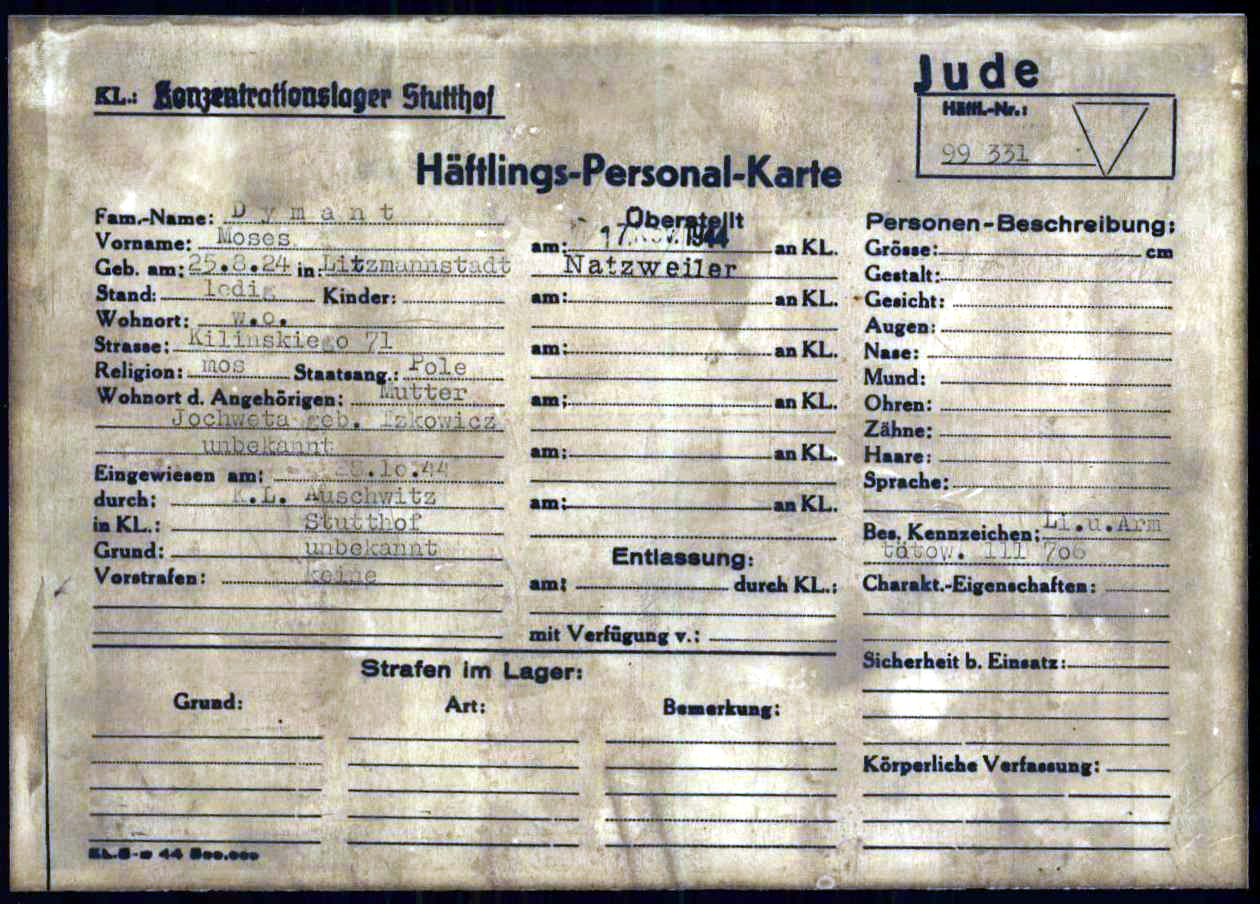 KL.: Konzentrationslager Stutthof
Jude
Häftl.-Nr.:
99 331
Häftlings-Personal-Karte
Fam.-Name: Dymant
Vorname: Moses
Geb. am: 25.8.24 in: Litzmannstadt
Stand: ledig Kinder:
Wohnort: w.o.
Strasse: Kilinskiego 71
Religion: mos Staatsang.: Pole
Wohnort d. Angehörigen: Mutter
Jochweta geb. Izkowicz
unbekannt
Eingewiesen am: 28.10.44
durch: K.L. Auschwitz
in KL.: Stutthof
Grund: unbekannt
Vorstrafen: keine
Überstellt
am: 17. Nov. 1944 an KL.
Natzweiler
am: an KL.
am: an KL.
am: an KL.
am: an KL.
am: an KL.
Entlassung:
am: durch KL.:
mit Verfügung v.:
Personen-Beschreibung:
Grösse: cm
Gestalt:
Gesicht:
Augen:
Nase:
Mund:
Ohren:
Zähne:
Haare:
Sprache:
Bes. Kennzeichen: Li.u.Arm
tätow. 111 706
Charakt.-Eigenschaften:
Sicherheit b. Einsatz:
Körperliche Verfassung:
Strafen im Lager:
Grund: Art: Bemerkung: